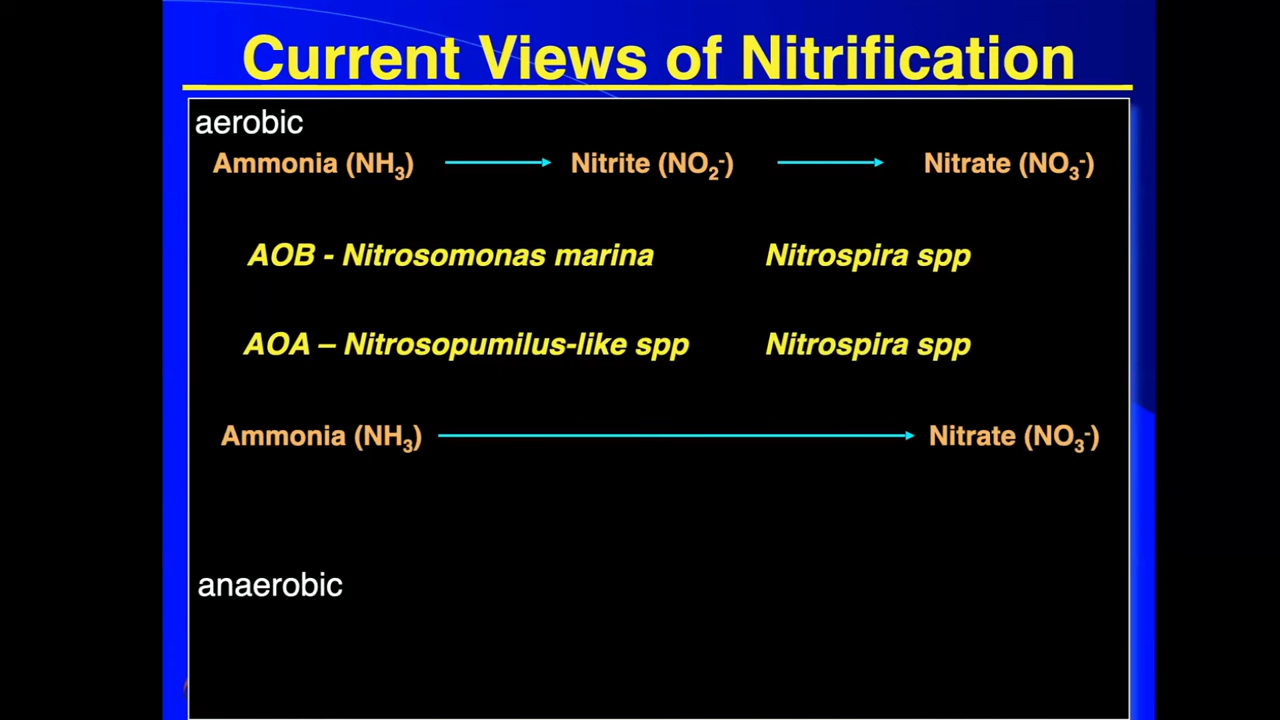 Current Views of Nitrification
aerobic
Ammonia (NH₃) Nitrite (NO₂⁻) Nitrate (NO₃⁻)
AOB - Nitrosomonas marina Nitrospira spp
AOA – Nitrosopumilus-like spp Nitrospira spp
Ammonia (NH₃) Nitrate (NO₃⁻)
anaerobic